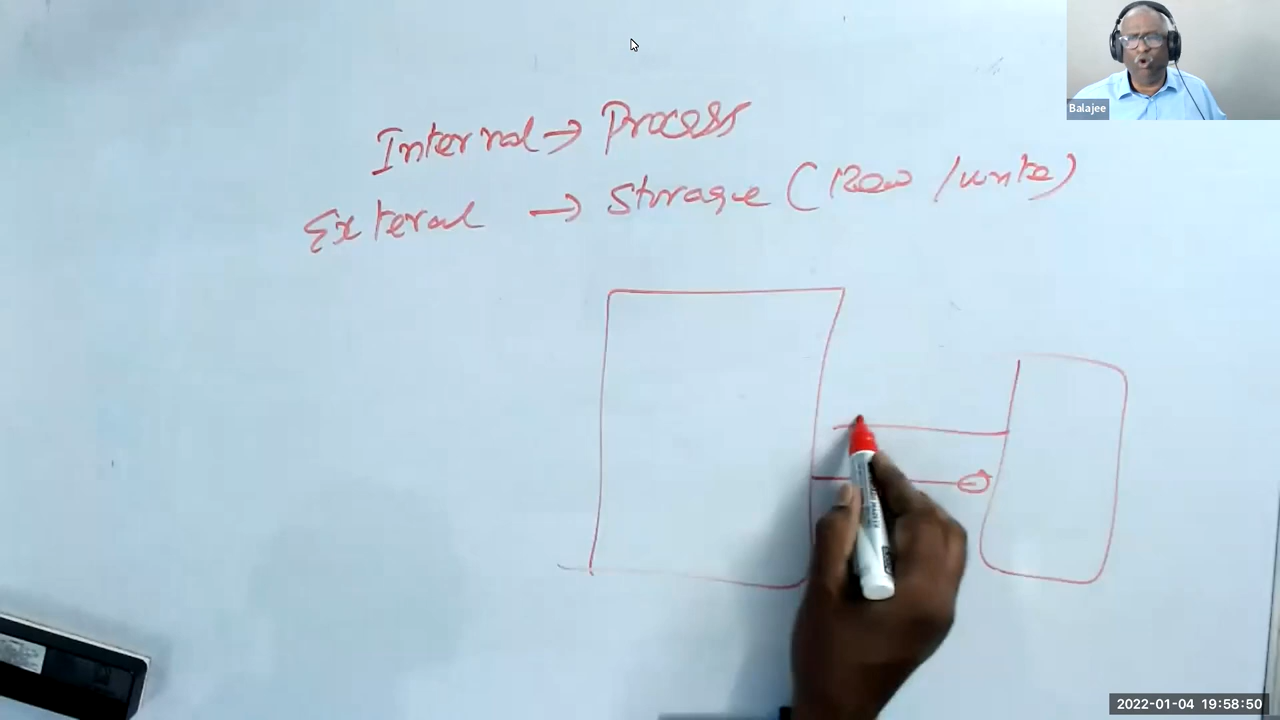 Internal → Process
External → Storage (Read /write)
Balajee
2022-01-04 19:58:50